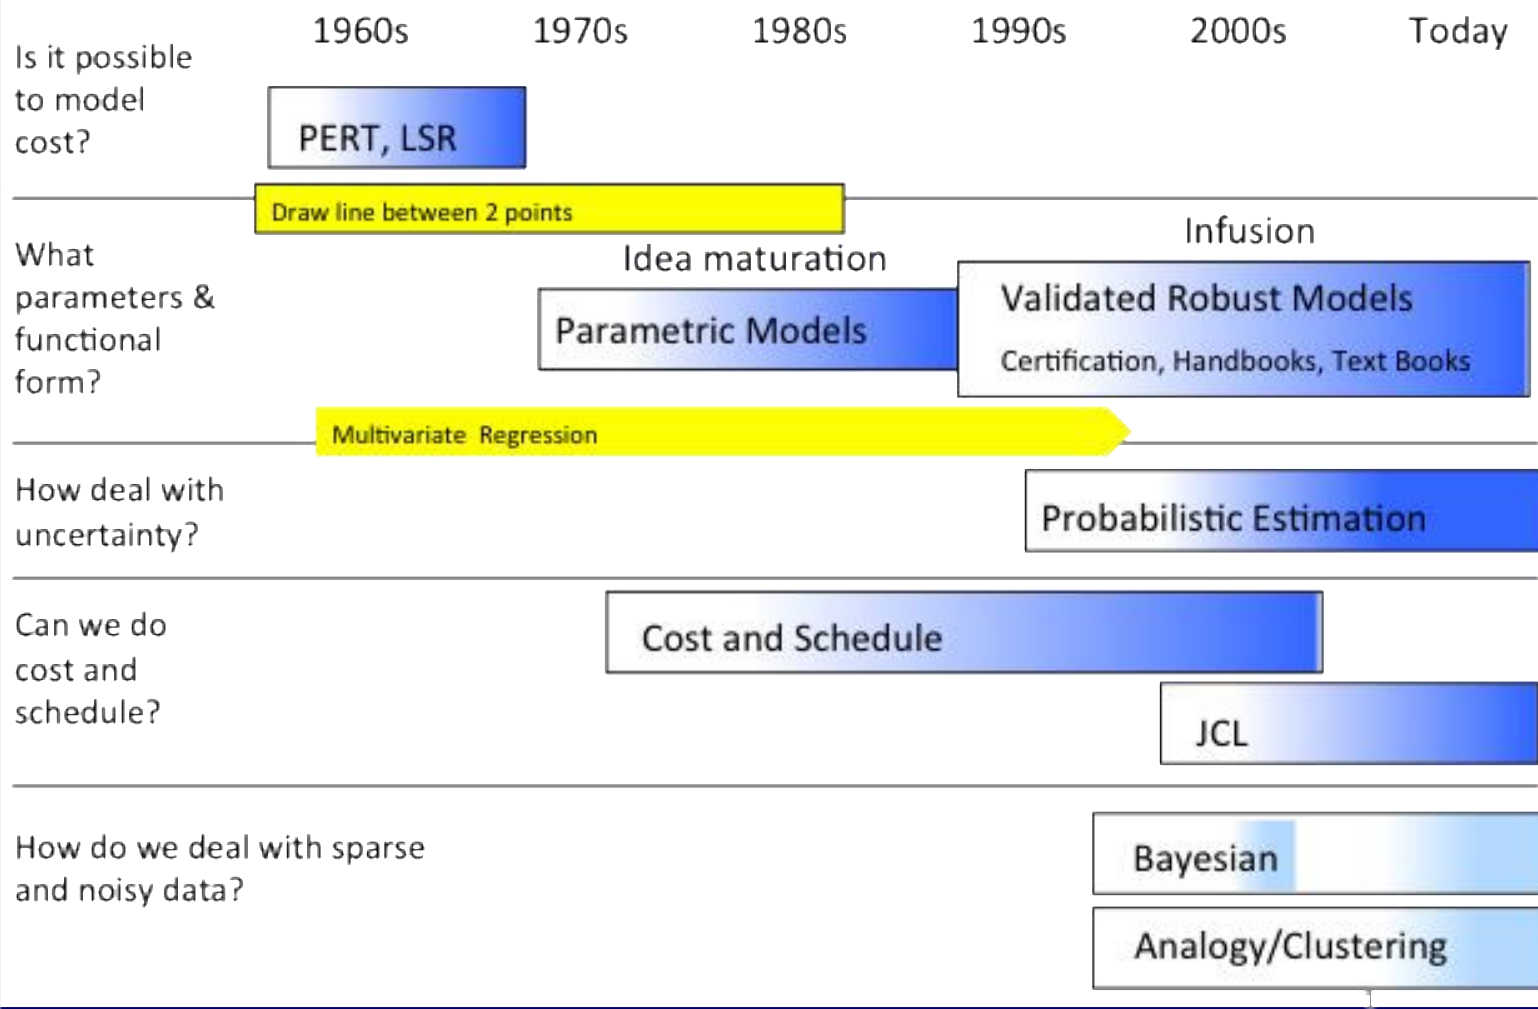 1960s 1970s 1980s 1990s 2000s Today
Is it possible
to model
cost?
PERT, LSR
Draw line between 2 points
What
parameters &
functional
form?
Idea maturation
Infusion
Parametric Models
Validated Robust Models
Certification, Handbooks, Text Books
Multivariate Regression
How deal with
uncertainty?
Probabilistic Estimation
Can we do
cost and
schedule?
Cost and Schedule
JCL
How do we deal with sparse
and noisy data?
Bayesian
Analogy/Clustering